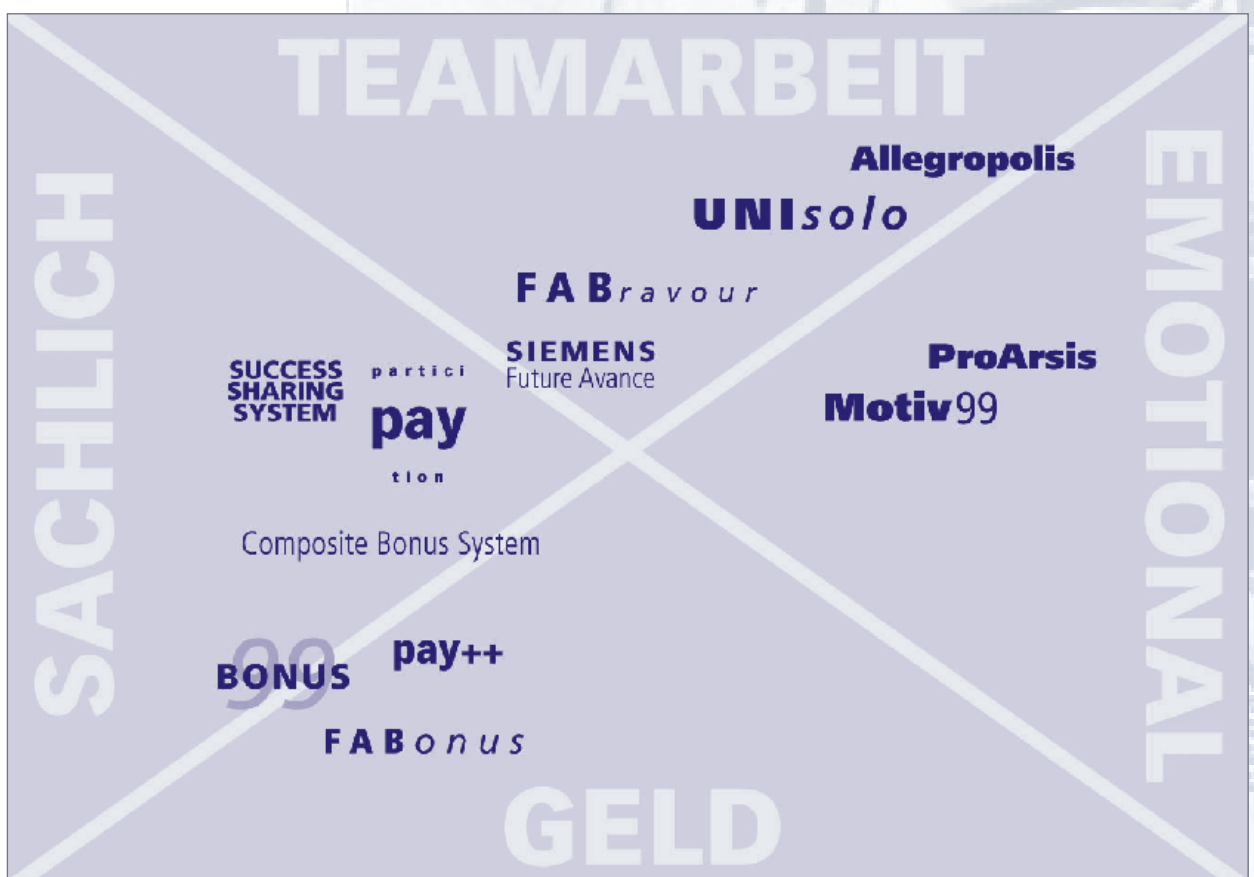 TEAMARBEIT
SACHLICH
EMOTIONAL
Allegropolis
UNIsolo
FABravour
SIEMENS
Future Avance
SUCCESS
SHARING
SYSTEM
partici
pay
tion
ProArsis
Motiv99
Composite Bonus System
99
BONUS
pay++
FABonus
GELD